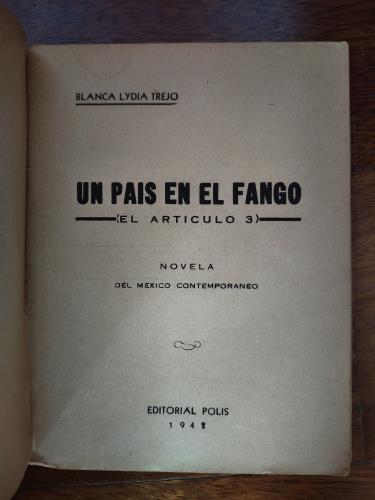 BLANCA LYDIA TREJO
UN PAIS EN EL FANGO
(EL ARTICULO 3)
NOVELA
DEL MEXICO CONTEMPORANEO
EDITORIAL POLIS
1942